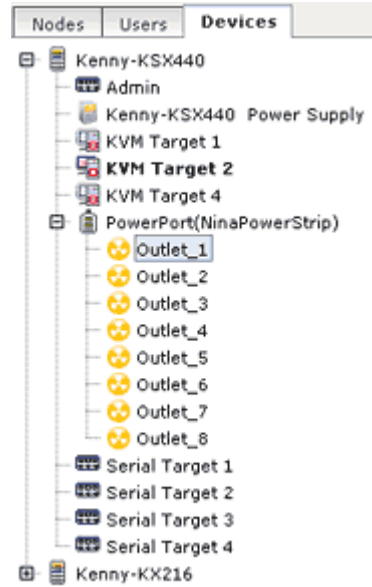 Nodes Users Devices
Kenny-KSX440
Admin
Kenny-KSX440 Power Supply
KVM Target 1
KVM Target 2
KVM Target 4
PowerPort(NinaPowerStrip)
Outlet_1
Outlet_2
Outlet_3
Outlet_4
Outlet_5
Outlet_6
Outlet_7
Outlet_8
Serial Target 1
Serial Target 2
Serial Target 3
Serial Target 4
Kenny-KX216